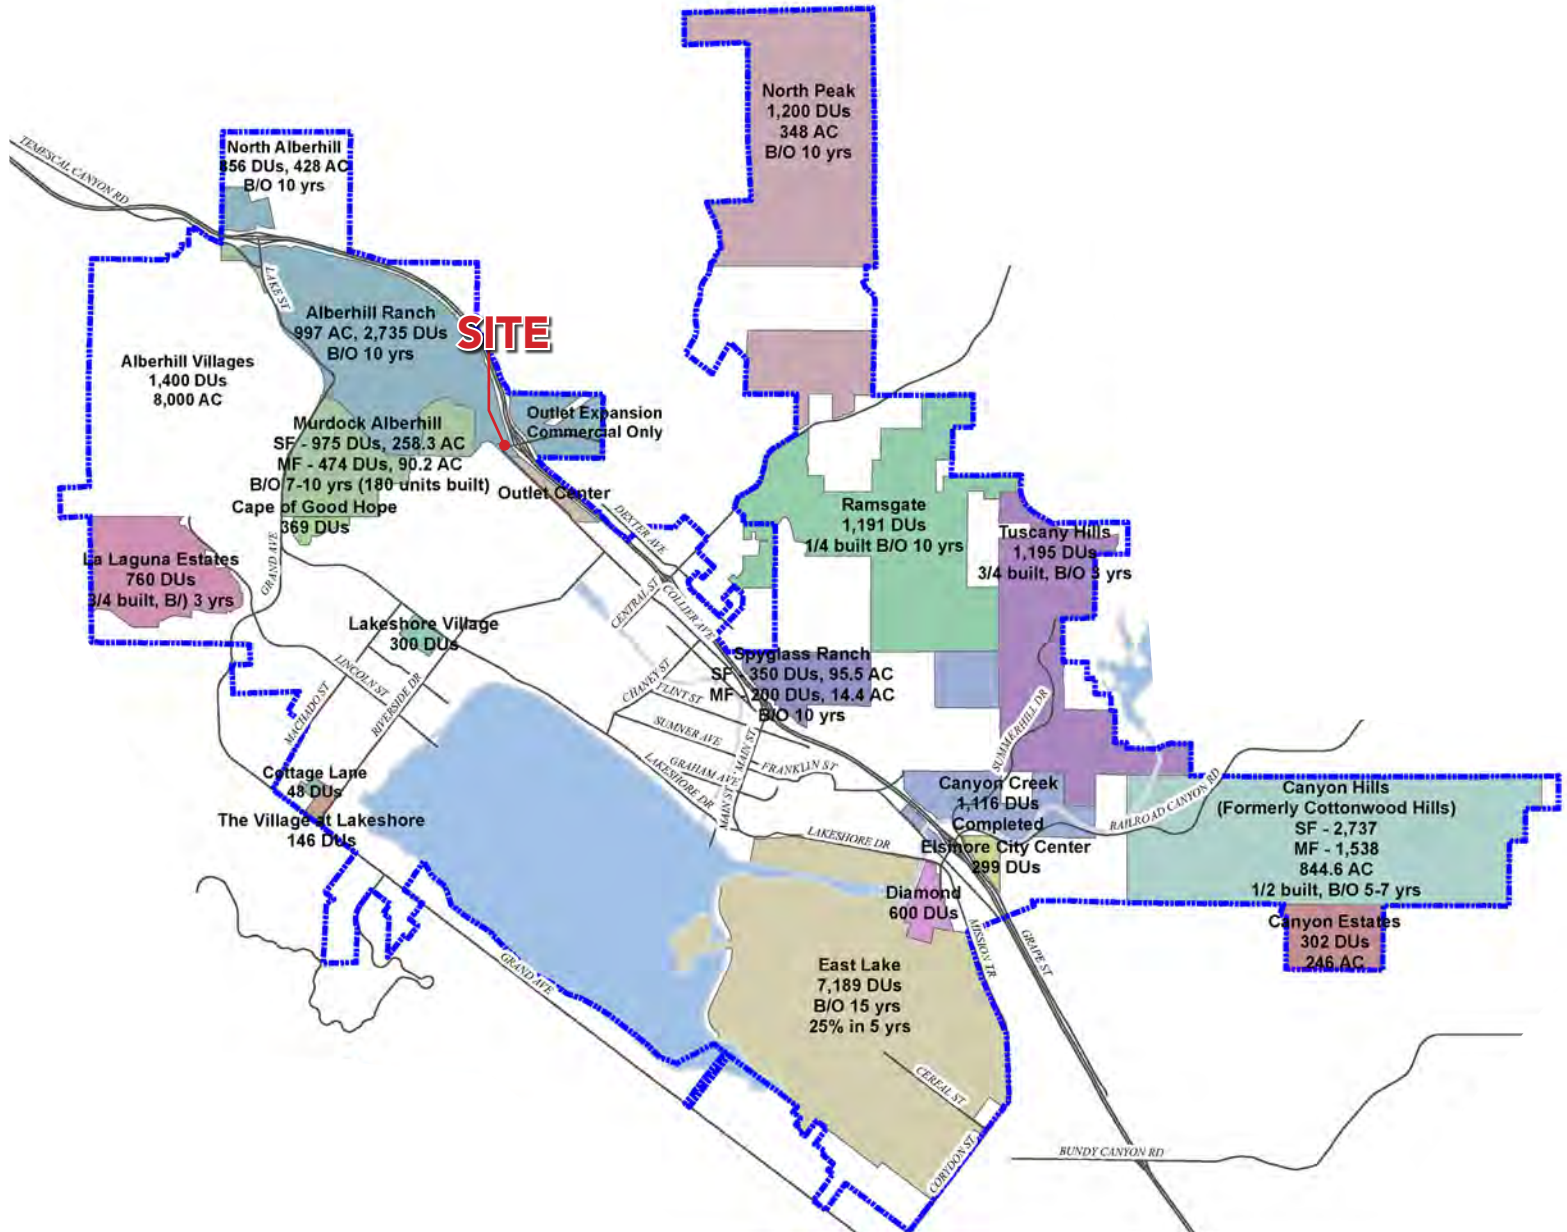 North Peak
1,200 DUs
348 AC
B/O 10 yrs
TEMESCAL CANYON RD
North Alberhill
856 DUs, 428 AC
B/O 10 yrs
LAKE ST
Alberhill Ranch
997 AC, 2,735 DUs
B/O 10 yrs
SITE
Alberhill Villages
1,400 DUs
8,000 AC
Outlet Expansion
Commercial Only
Murdock Alberhill
SF - 975 DUs, 258.3 AC
MF - 474 DUs, 90.2 AC
B/O 7-10 yrs (180 units built)
Outlet Center
Cape of Good Hope
369 DUs
Ramsgate
1,191 DUs
1/4 built B/O 10 yrs
Tuscany Hills
1,195 DUs
3/4 built, B/O 3 yrs
DEXTER AVE
La Laguna Estates
760 DUs
3/4 built, B/) 3 yrs
GRAND AVE
CENTRAL ST
COLLIER AVE
Lakeshore Village
300 DUs
Spyglass Ranch
SF - 350 DUs, 95.5 AC
MF - 200 DUs, 14.4 AC
B/O 10 yrs
LINCOLN ST
MACHADO ST
RIVERSIDE DR
CHANEY ST
FLINT ST
SUMNER AVE
GRAHAM AVE
LAKESHORE DR
MAIN ST
MAIN ST
FRANKLIN ST
SUMMERHILL DR
Cottage Lane
48 DUs
The Village at Lakeshore
146 DUs
Canyon Creek
1,116 DUs
Completed
RAILROAD CANYON RD
Canyon Hills
(Formerly Cottonwood Hills)
SF - 2,737
MF - 1,538
844.6 AC
1/2 built, B/O 5-7 yrs
LAKESHORE DR
Elsinore City Center
299 DUs
Diamond
600 DUs
Canyon Estates
302 DUs
246 AC
MISSION TR
GRAPE ST
GRAND AVE
East Lake
7,189 DUs
B/O 15 yrs
25% in 5 yrs
CEREAL ST
CORYDON ST
BUNDY CANYON RD